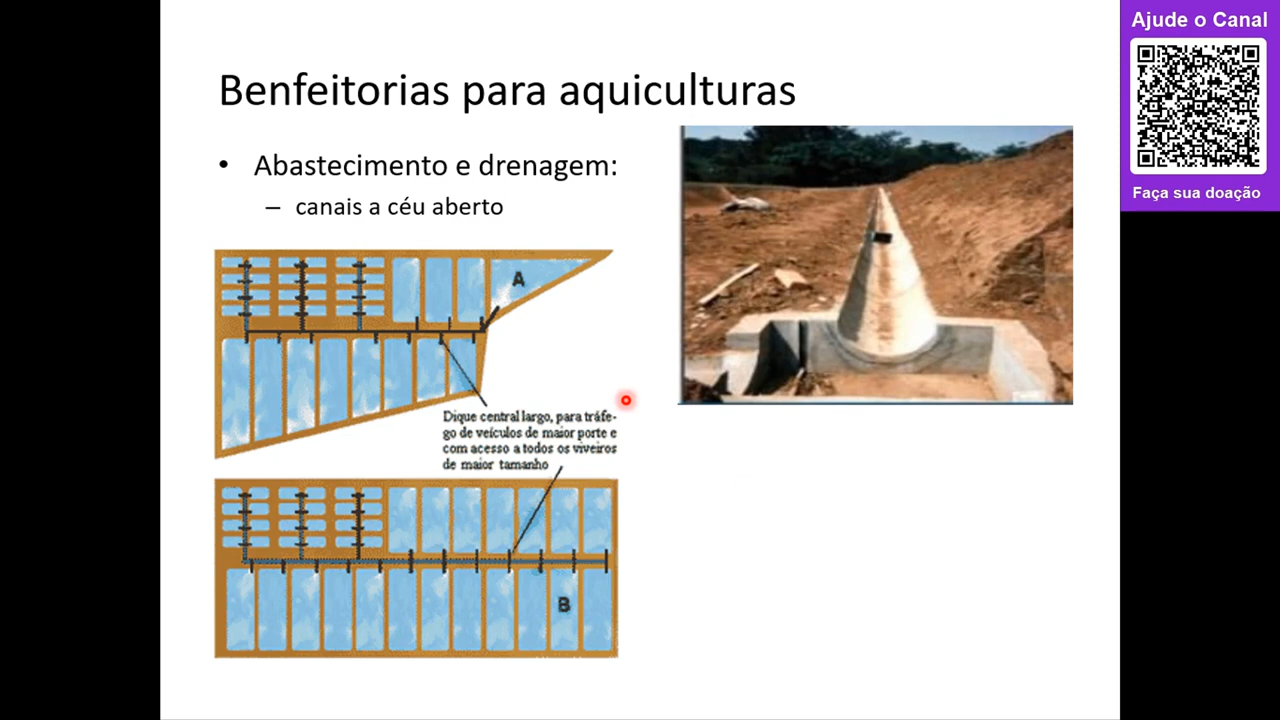 Ajude o Canal
Faça sua doação
Benfeitorias para aquiculturas
• Abastecimento e drenagem:
– canais a céu aberto
A
Dique central largo, para tráfe-
go de veículos de maior porte e
com acesso a todos os viveiros
de maior tamanho
B